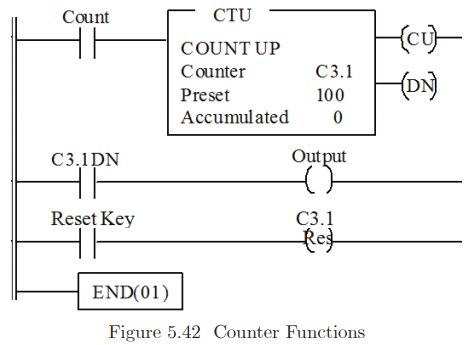 Count
CTU
COUNT UP
Counter C3.1
Preset 100
Accumulated 0
CU
DN
C3.1DN
Output
Reset Key
C3.1
Res
END(01)
Figure 5.42 Counter Functions